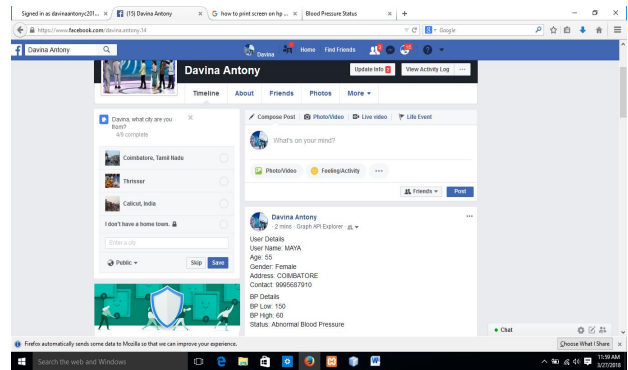 Signed in as davinaantonyc201...
(15) Davina Antony
how to print screen on hp ...
Blood Pressure Status
https://www.facebook.com/davina.antony.14
Google
Davina Antony
Davina
Home
Find Friends
Davina Antony
Update Info
View Activity Log
Timeline
About
Friends
Photos
More
Davina, what city are you from?
4/9 complete
Coimbatore, Tamil Nadu
Thrissur
Calicut, India
I don't have a home town.
Enter a city
Public
Skip
Save
Compose Post
Photo/Video
Live video
Life Event
What's on your mind?
Photo/Video
Feeling/Activity
Friends
Post
Davina Antony
2 mins · Graph API Explorer ·
User Details
User Name: MAYA
Age: 55
Gender: Female
Address: COIMBATORE
Contact: 9995687910
BP Details
BP Low: 150
BP High: 60
Status: Abnormal Blood Pressure
Chat
Firefox automatically sends some data to Mozilla so that we can improve your experience.
Choose What I Share
Search the web and Windows
11:59 AM
3/27/2018